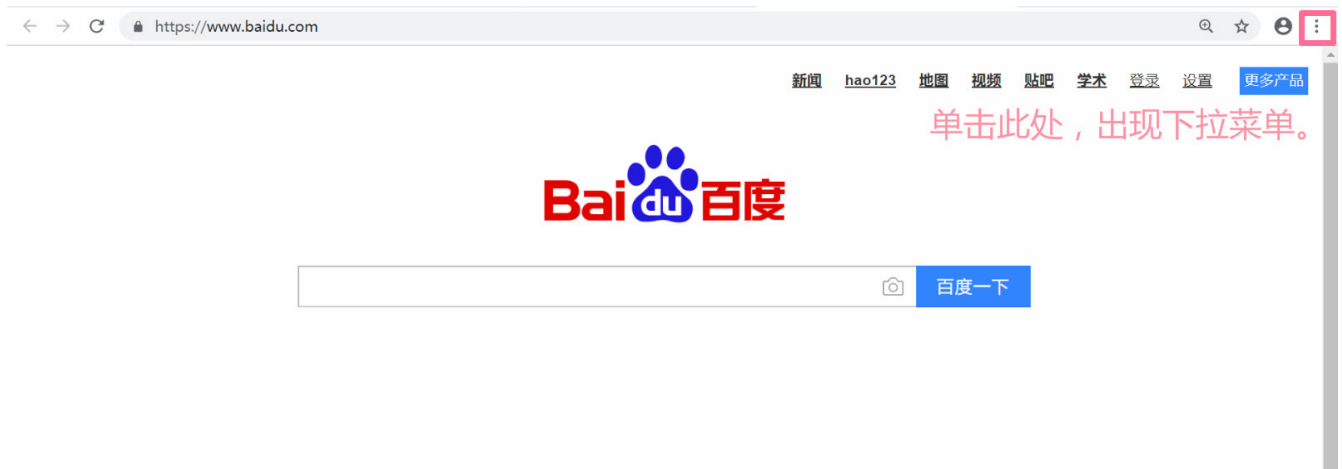 https://www.baidu.com
新闻 hao123 地图 视频 贴吧 学术 登录 设置 更多产品
单击此处，出现下拉菜单。
Bai du 百度
百度一下